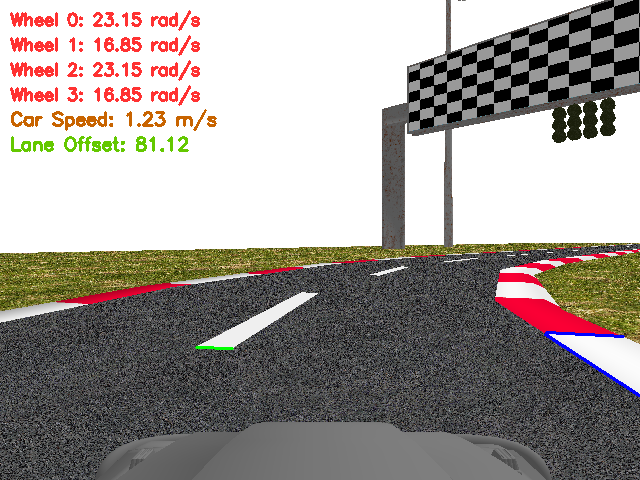 Wheel 0: 23.15 rad/s
Wheel 1: 16.85 rad/s
Wheel 2: 23.15 rad/s
Wheel 3: 16.85 rad/s
Car Speed: 1.23 m/s
Lane Offset: 81.12